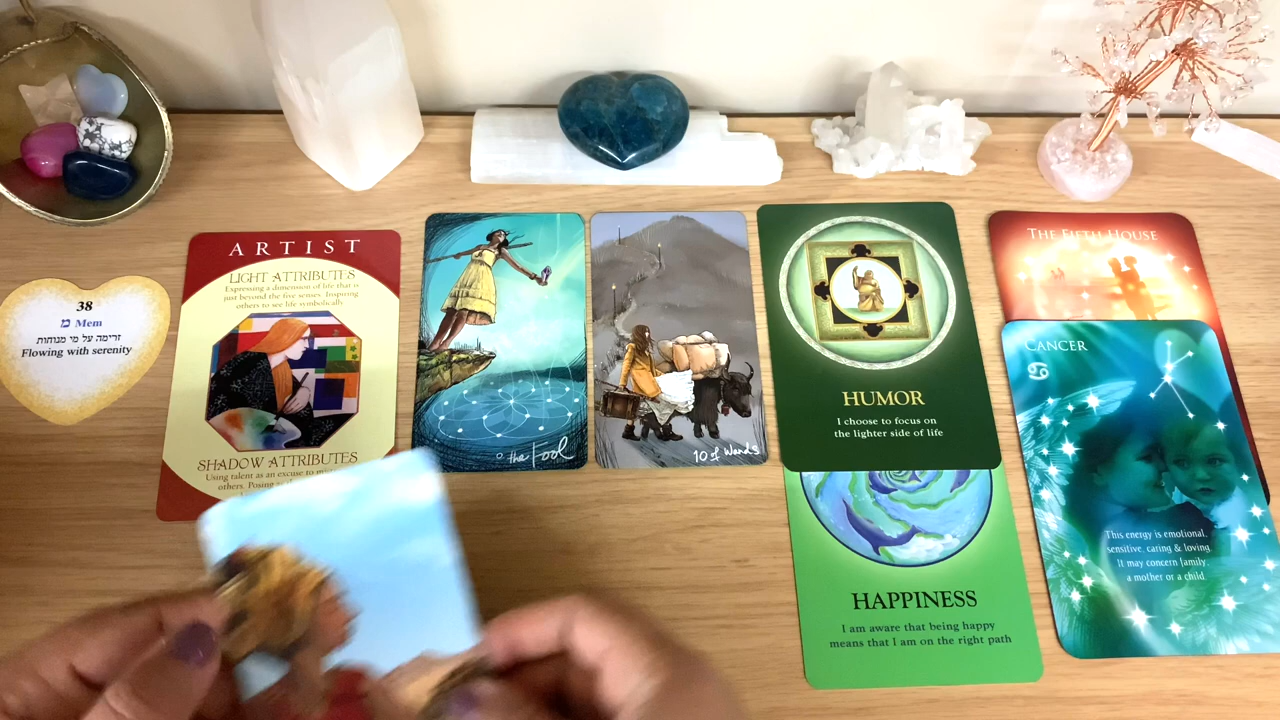 38
מ Mem
זרימה על מי מנוחות
Flowing with serenity
ARTIST
LIGHT ATTRIBUTES
Expressing a dimension of life that is
just beyond the five senses. Inspiring
others to see life symbolically
SHADOW ATTRIBUTES
Using talent as an excuse to
others. Posing
0 the fool
10 of Wands
HUMOR
I choose to focus on
the lighter side of life
HAPPINESS
I am aware that being happy
means that I am on the right path
THE FIFTH HOUSE
CANCER
♋
This energy is emotional,
sensitive, caring & loving.
It may concern family,
a mother or a child.